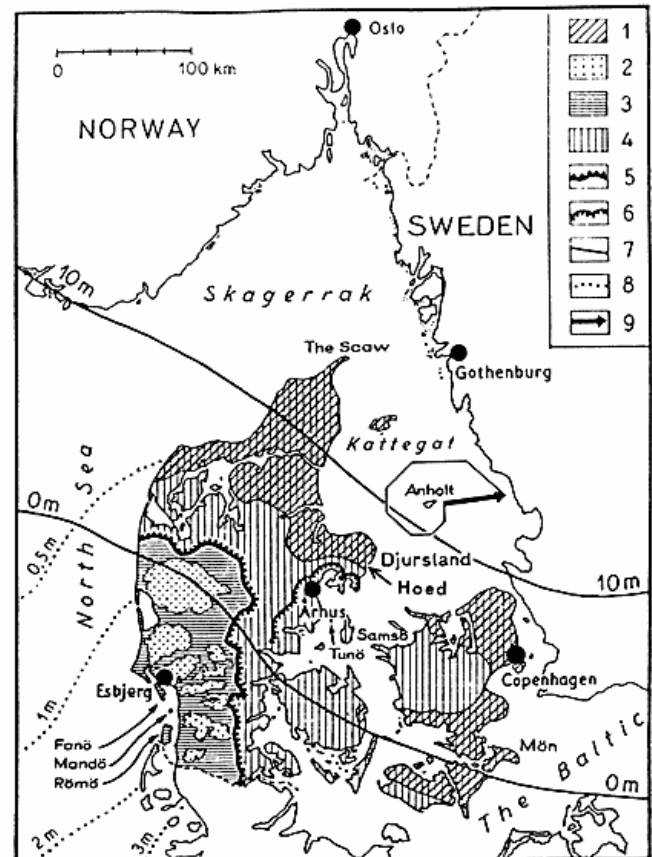 Oslo
0
100 km
NORWAY
SWEDEN
1
2
3
4
5
6
7
8
9
10m
Skagerrak
The Scaw
Gothenburg
Kattegat
Anholt
North Sea
0m
0,5m
Djursland
Hoed
10m
Århus
Samsö
Tunö
Copenhagen
1m
Esbjerg
Fanö
Mandö
Römö
Mön
The Baltic
0m
2m
3m